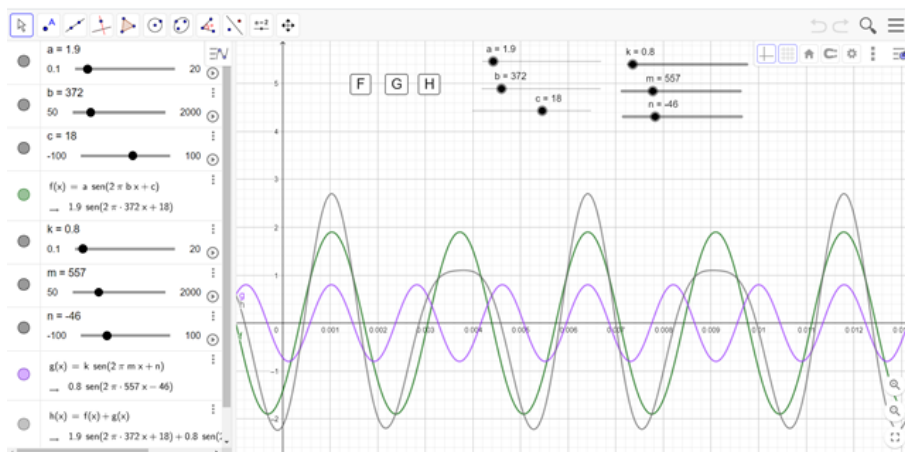 a=2
a = 1.9
0.1 20
b = 372
50 2000
c = 18
-100 100
f(x) = a sen(2 π b x + c)
→ 1.9 sen(2 π · 372 x + 18)
k = 0.8
0.1 20
m = 557
50 2000
n = -46
-100 100
g(x) = k sen(2 π m x + n)
→ 0.8 sen(2 π · 557 x − 46)
h(x) = f(x) + g(x)
→ 1.9 sen(2 π · 372 x + 18) + 0.8 sen(2
F G H
a = 1.9
b = 372
c = 18
k = 0.8
m = 557
n = -46
5
4
3
2
1
g
0 0.001 0.002 0.003 0.004 0.005 0.006 0.007 0.008 0.009 0.01 0.011 0.012
−1
−2